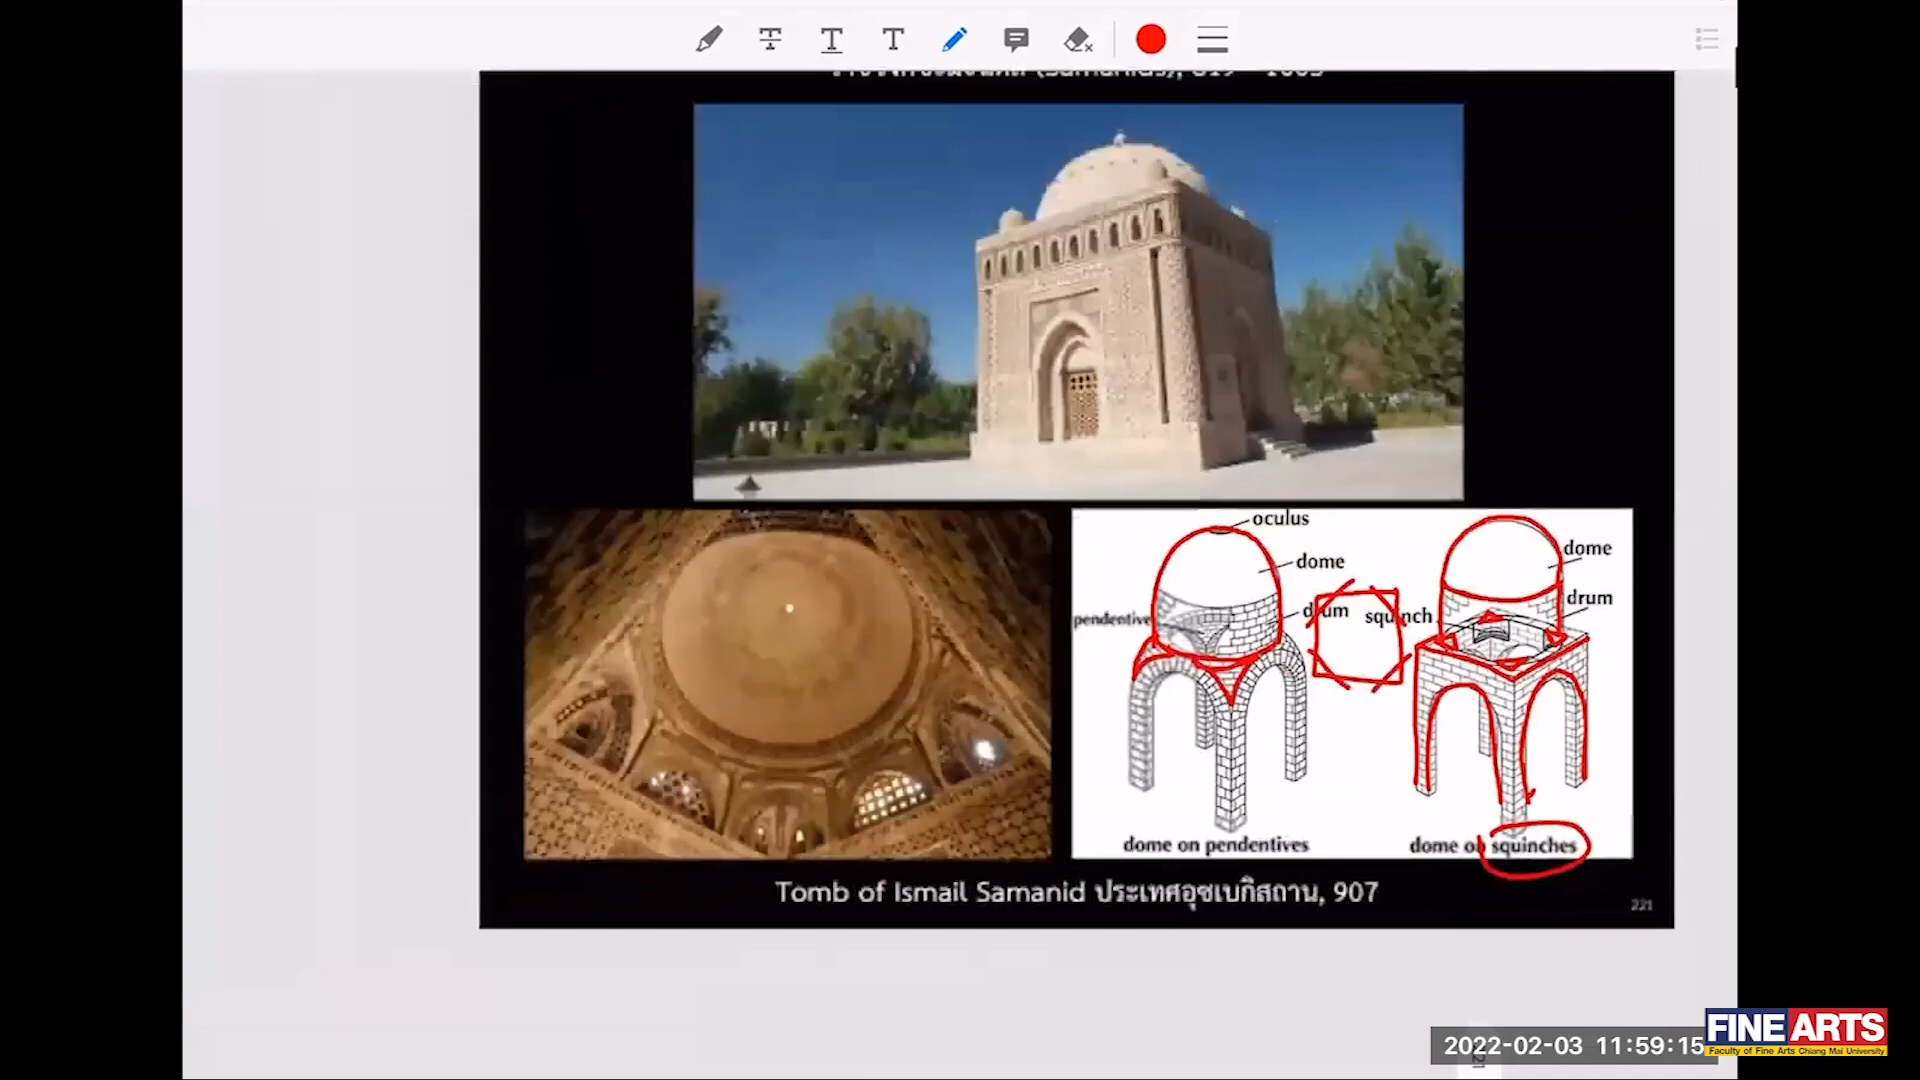 oculus
dome
pendentive
drum
squinch
dome
drum
dome on pendentives
dome on squinches
Tomb of Ismail Samanid ประเทศอุซเบกิสถาน, 907
221
2022-02-03 11:59:15
FINE ARTS
Faculty of Fine Arts Chiang Mai University